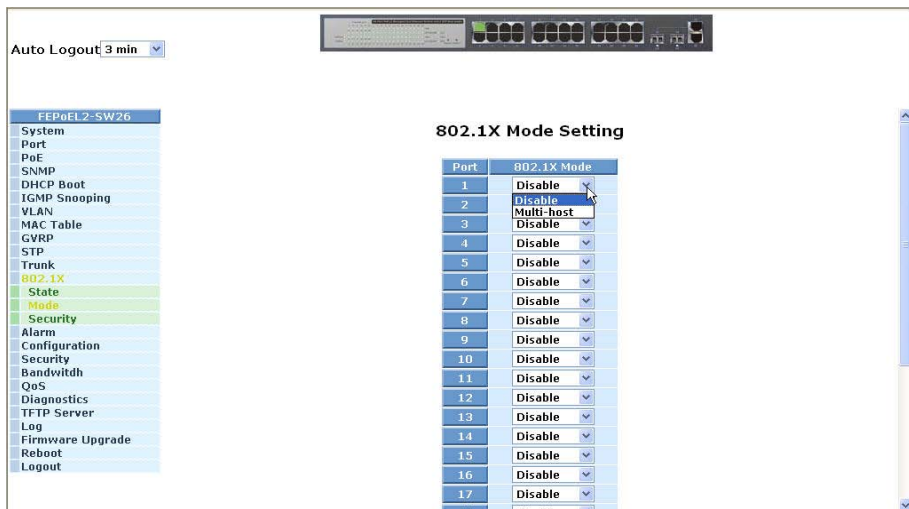 Auto Logout 3 min
FEPoEL2-SW26
System
Port
PoE
SNMP
DHCP Boot
IGMP Snooping
VLAN
MAC Table
GVRP
STP
Trunk
802.1X
State
Mode
Security
Alarm
Configuration
Security
Bandwitdh
QoS
Diagnostics
TFTP Server
Log
Firmware Upgrade
Reboot
Logout
802.1X Mode Setting
Port 802.1X Mode
1 Disable
Disable
2 Multi-host
3 Disable
4 Disable
5 Disable
6 Disable
7 Disable
8 Disable
9 Disable
10 Disable
11 Disable
12 Disable
13 Disable
14 Disable
15 Disable
16 Disable
17 Disable